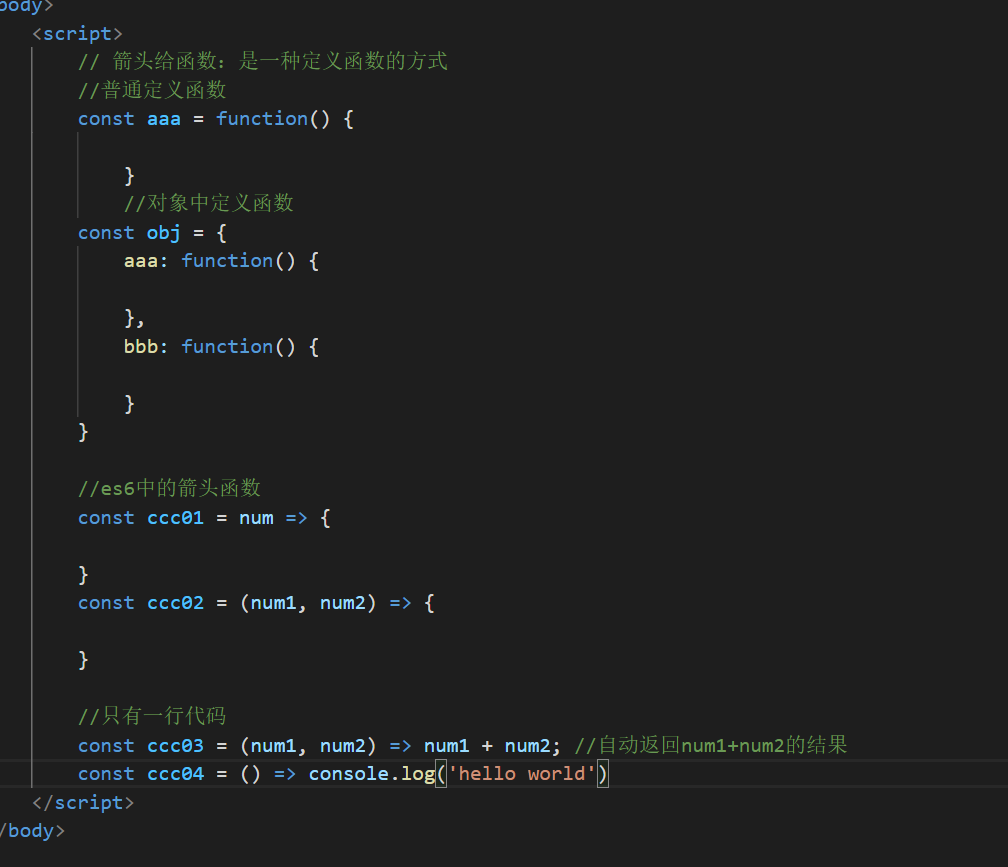 body>
<script>
// 箭头给函数：是一种定义函数的方式
//普通定义函数
const aaa = function() {
}
//对象中定义函数
const obj = {
aaa: function() {
},
bbb: function() {
}
}
//es6中的箭头函数
const ccc01 = num => {
}
const ccc02 = (num1, num2) => {
}
//只有一行代码
const ccc03 = (num1, num2) => num1 + num2; //自动返回num1+num2的结果
const ccc04 = () => console.log('hello world')
</script>
/body>